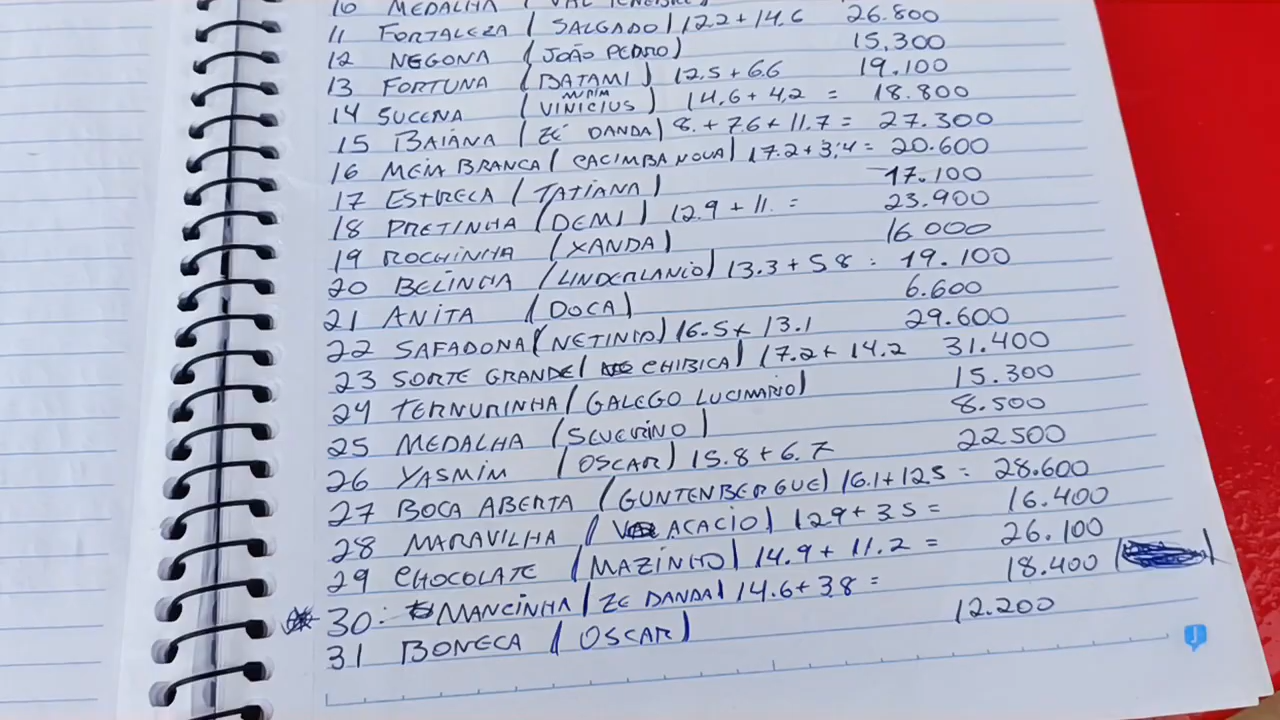 10 MEDALHA (
11 FORTALEZA ( SALGADO) 12.2 + 14.6 26.800
12 NEGONA (JOÃO PEDRO) 15.300
13 FORTUNA (BATAMI) 12.5 + 6.6 19.100
14 SUCENA (VINICIUS) 14.6 + 4.2 = 18.800
15 BAIANA ( ZÉ DANDA) 8. + 7.6 + 11.7 = 27.300
16 MEIA BRANCA ( CACIMBA NOVA) 17.2 + 3.4 = 20.600
17 ESTRELA ( TATIANA) 17.100
18 PRETINHA (DEMI) 12.9 + 11. = 23.900
19 ROCHINHA (XANDA) 16.000
20 BELINHA (LINDERLANIO) 13.3 + 5.8 = 19.100
21 ANITA (DOCA) 6.600
22 SAFADONA (NETINHO) 16.5 + 13.1 29.600
23 SORTE GRANDE ( CHIBICA) 17.2 + 14.2 31.400
24 TERNURINHA (GALEGO LUCIMARIO) 15.300
25 MEDALHA (SEVERINO) 8.500
26 YASMIM (OSCAR) 15.8 + 6.7 22.500
27 BOCA ABERTA (GUNTENBERGUE) 16.1 + 12.5 = 28.600
28 MARAVILHA ( ACACIO) 12.9 + 3.5 = 16.400
29 CHOCOLATE (MAZINHO) 14.9 + 11.2 = 26.100
30: MANCINHA ( ZE DANDA) 14.6 + 3.8 = 18.400
31 BONECA ( OSCAR) 12.200